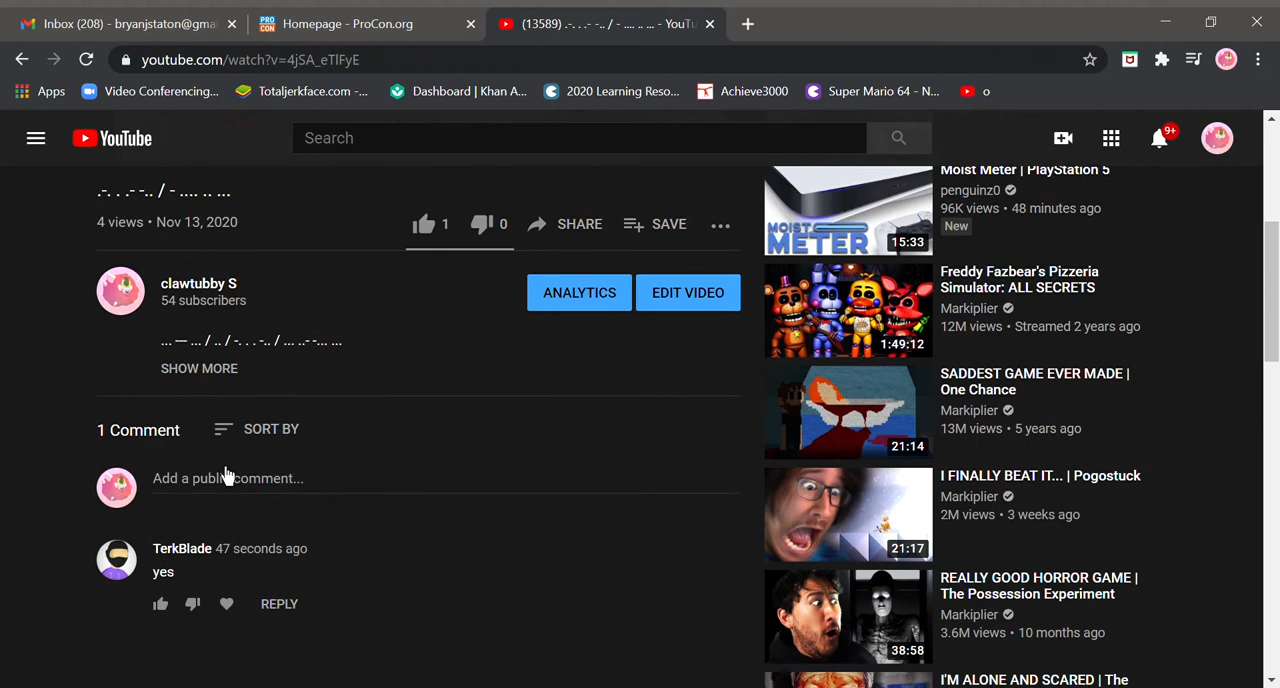 Inbox (208) - bryanjstaton@gmai
Homepage - ProCon.org
(13589) .-. . .- -.. / - .... .. ... - YouTu
youtube.com/watch?v=4jSA_eTlFyE
Apps
Video Conferencing...
Totaljerkface.com -...
Dashboard | Khan A...
2020 Learning Reso...
Achieve3000
Super Mario 64 - N...
o
YouTube
Search
9+
.-. . .- -.. / - .... .. ...
4 views • Nov 13, 2020
1
0
SHARE
SAVE
clawtubby S
54 subscribers
ANALYTICS
EDIT VIDEO
... --- ... / .. / -. . . -.. / ... ..--... ...
SHOW MORE
1 Comment
SORT BY
Add a public comment...
TerkBlade 47 seconds ago
yes
REPLY
Moist Meter | PlayStation 5
penguinz0
96K views • 48 minutes ago
New
MOIST
METER
15:33
Freddy Fazbear's Pizzeria
Simulator: ALL SECRETS
Markiplier
12M views • Streamed 2 years ago
1:49:12
SADDEST GAME EVER MADE |
One Chance
Markiplier
13M views • 5 years ago
21:14
I FINALLY BEAT IT... | Pogostuck
Markiplier
2M views • 3 weeks ago
21:17
REALLY GOOD HORROR GAME |
The Possession Experiment
Markiplier
3.6M views • 10 months ago
38:58
I'M ALONE AND SCARED | The